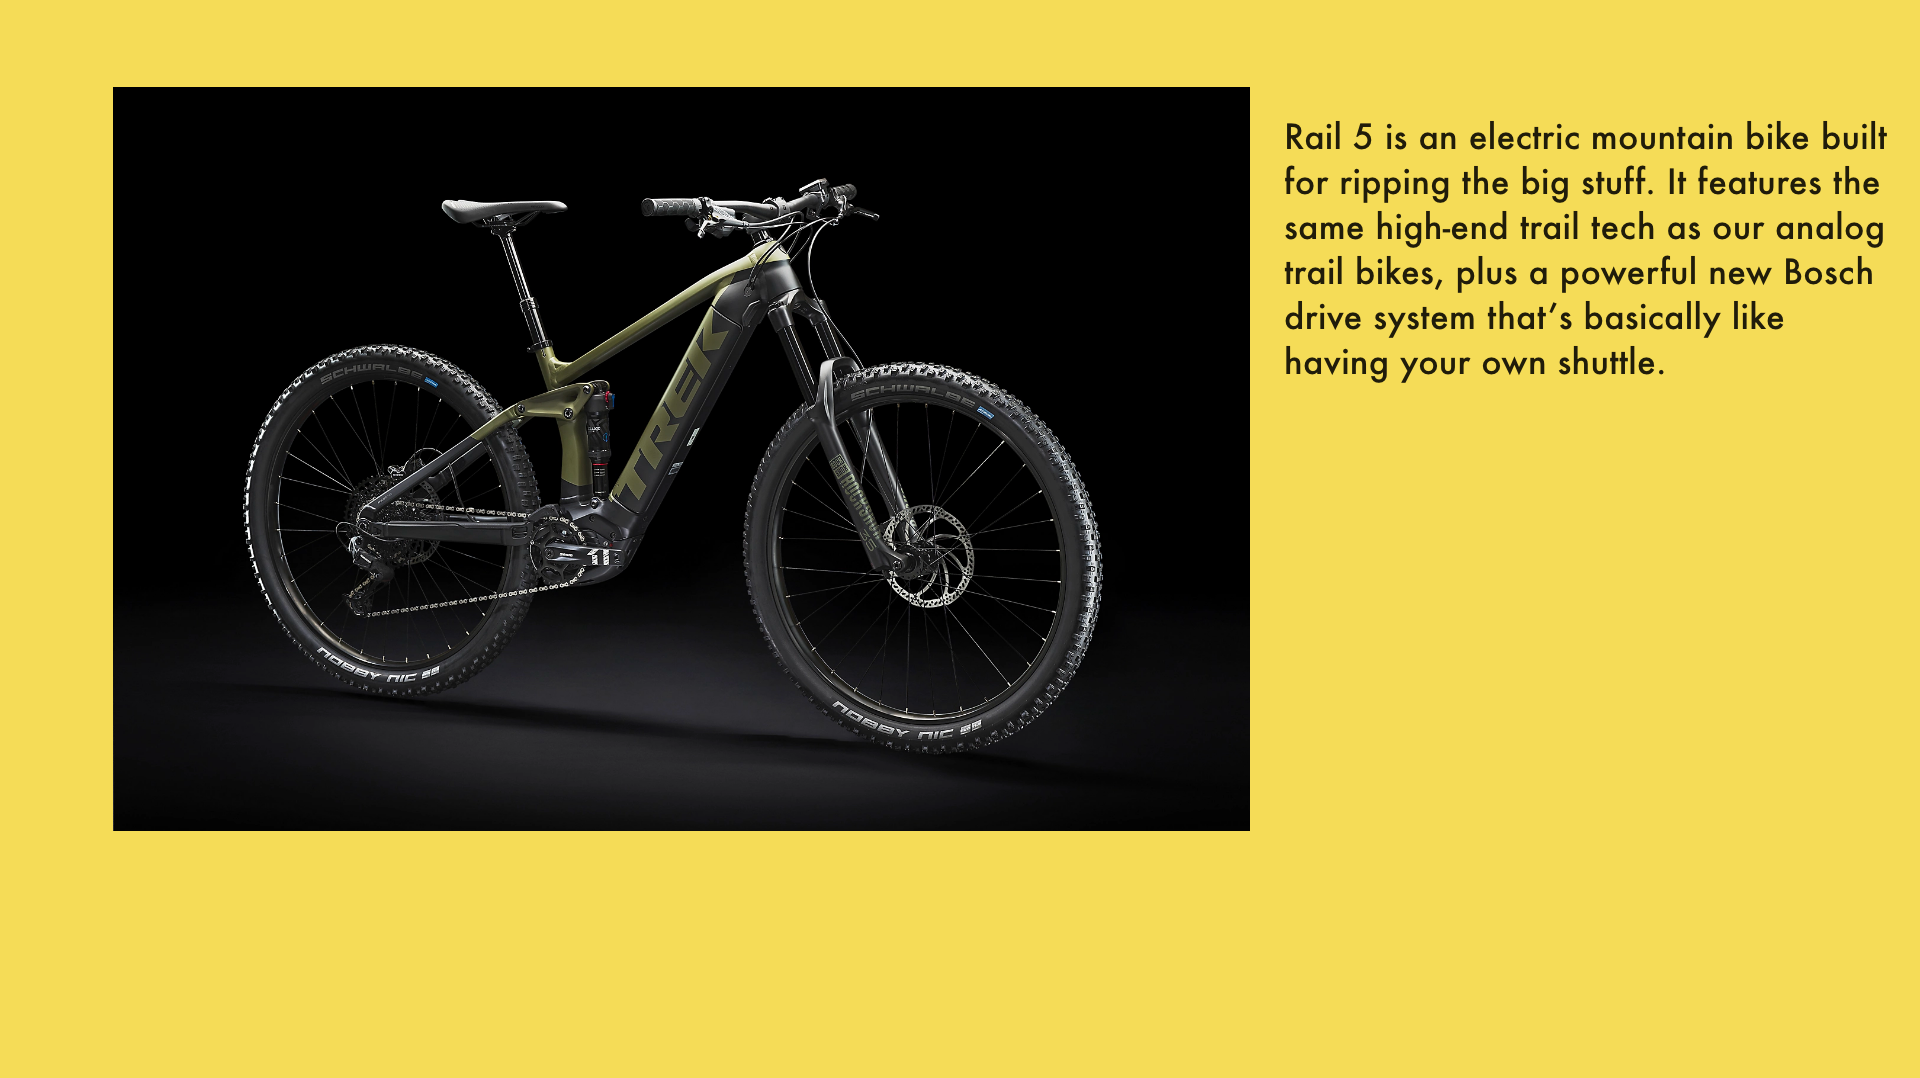 Rail 5 is an electric mountain bike built
for ripping the big stuff. It features the
same high-end trail tech as our analog
trail bikes, plus a powerful new Bosch
drive system that's basically like
having your own shuttle.
TREK
SCHWALBE
SCHWALBE
ROCKSHOX 35
NOBBY NIC
NOBBY NIC